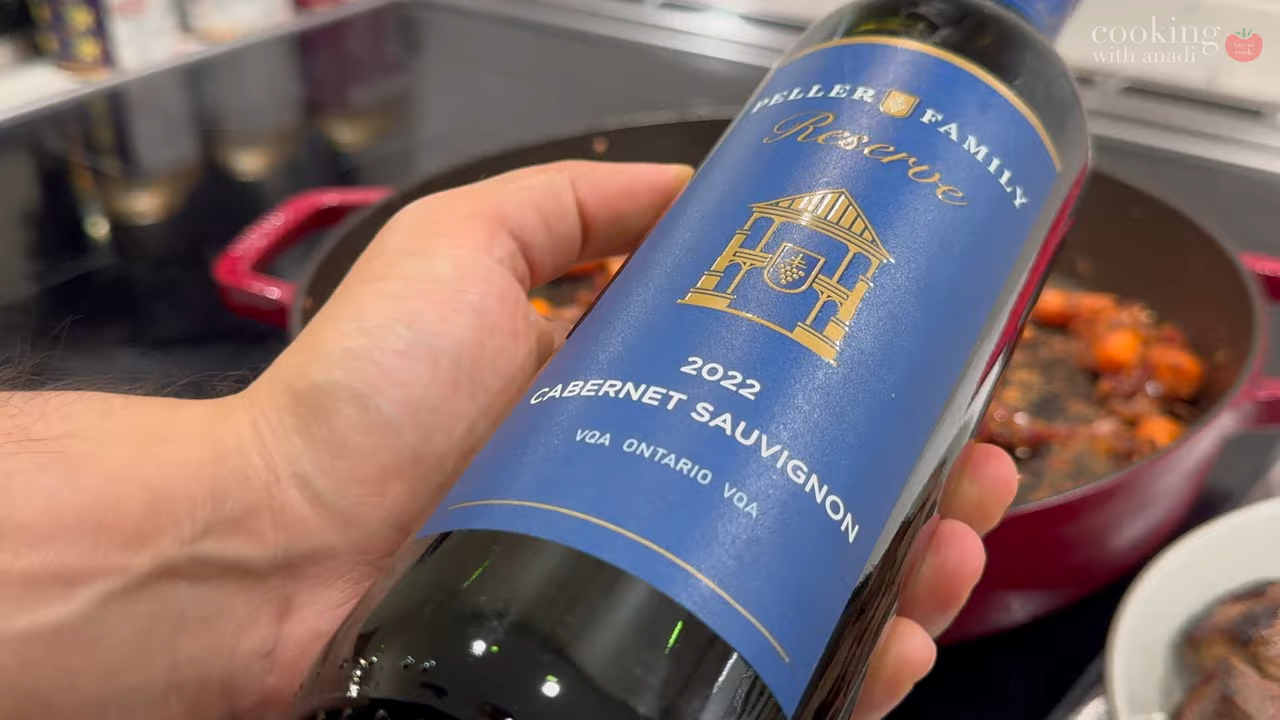 cooking
with anadi
PELLER FAMILY
Reserve
2022
CABERNET SAUVIGNON
VQA ONTARIO VQA